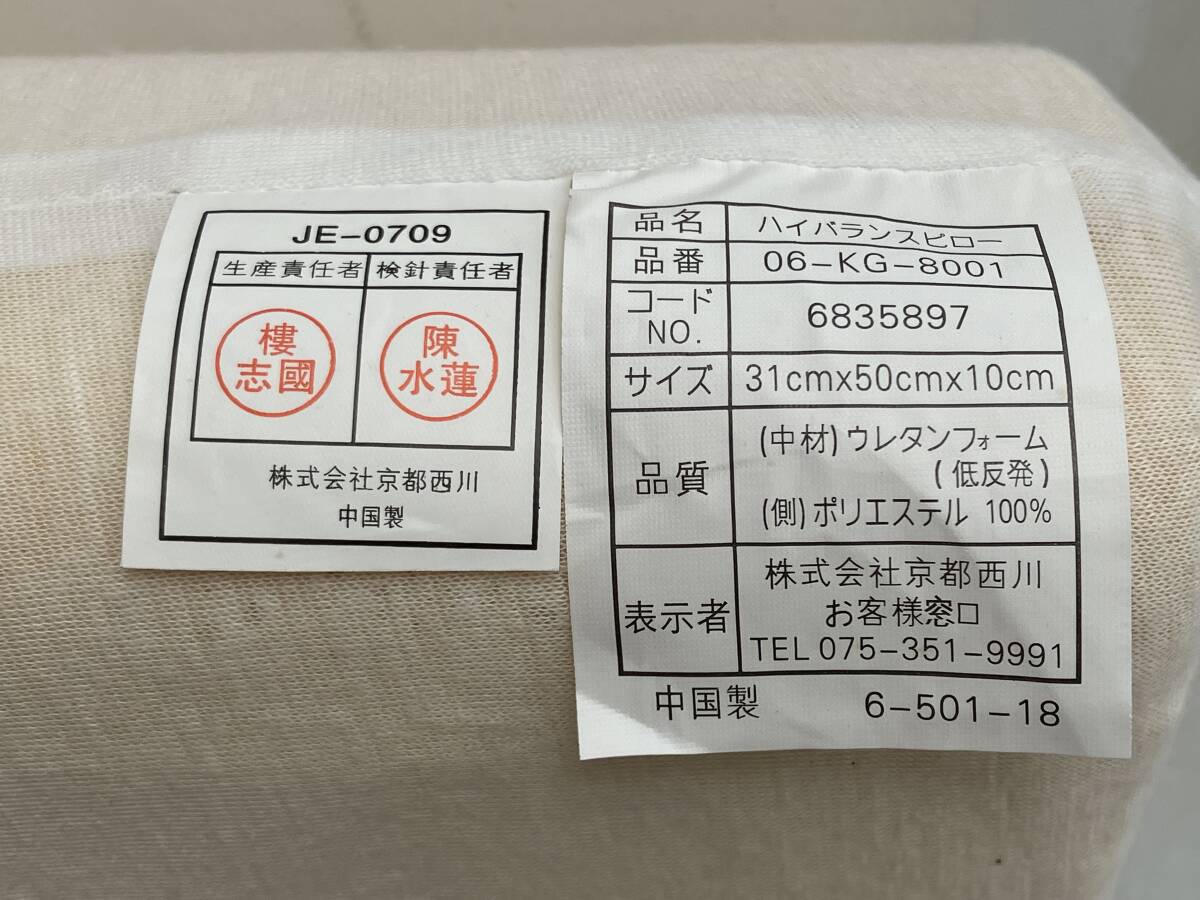 JE-0709
生産責任者 検針責任者
樓
志國
陳
水蓮
株式会社京都西川
中国製
品名 ハイバランスピロー
品番 06-KG-8001
コード
NO. 6835897
サイズ 31cmx50cmx10cm
品質 (中材)ウレタンフォーム
(低反発)
(側)ポリエステル 100%
表示者 株式会社京都西川
お客様窓口
TEL 075-351-9991
中国製 6-501-18